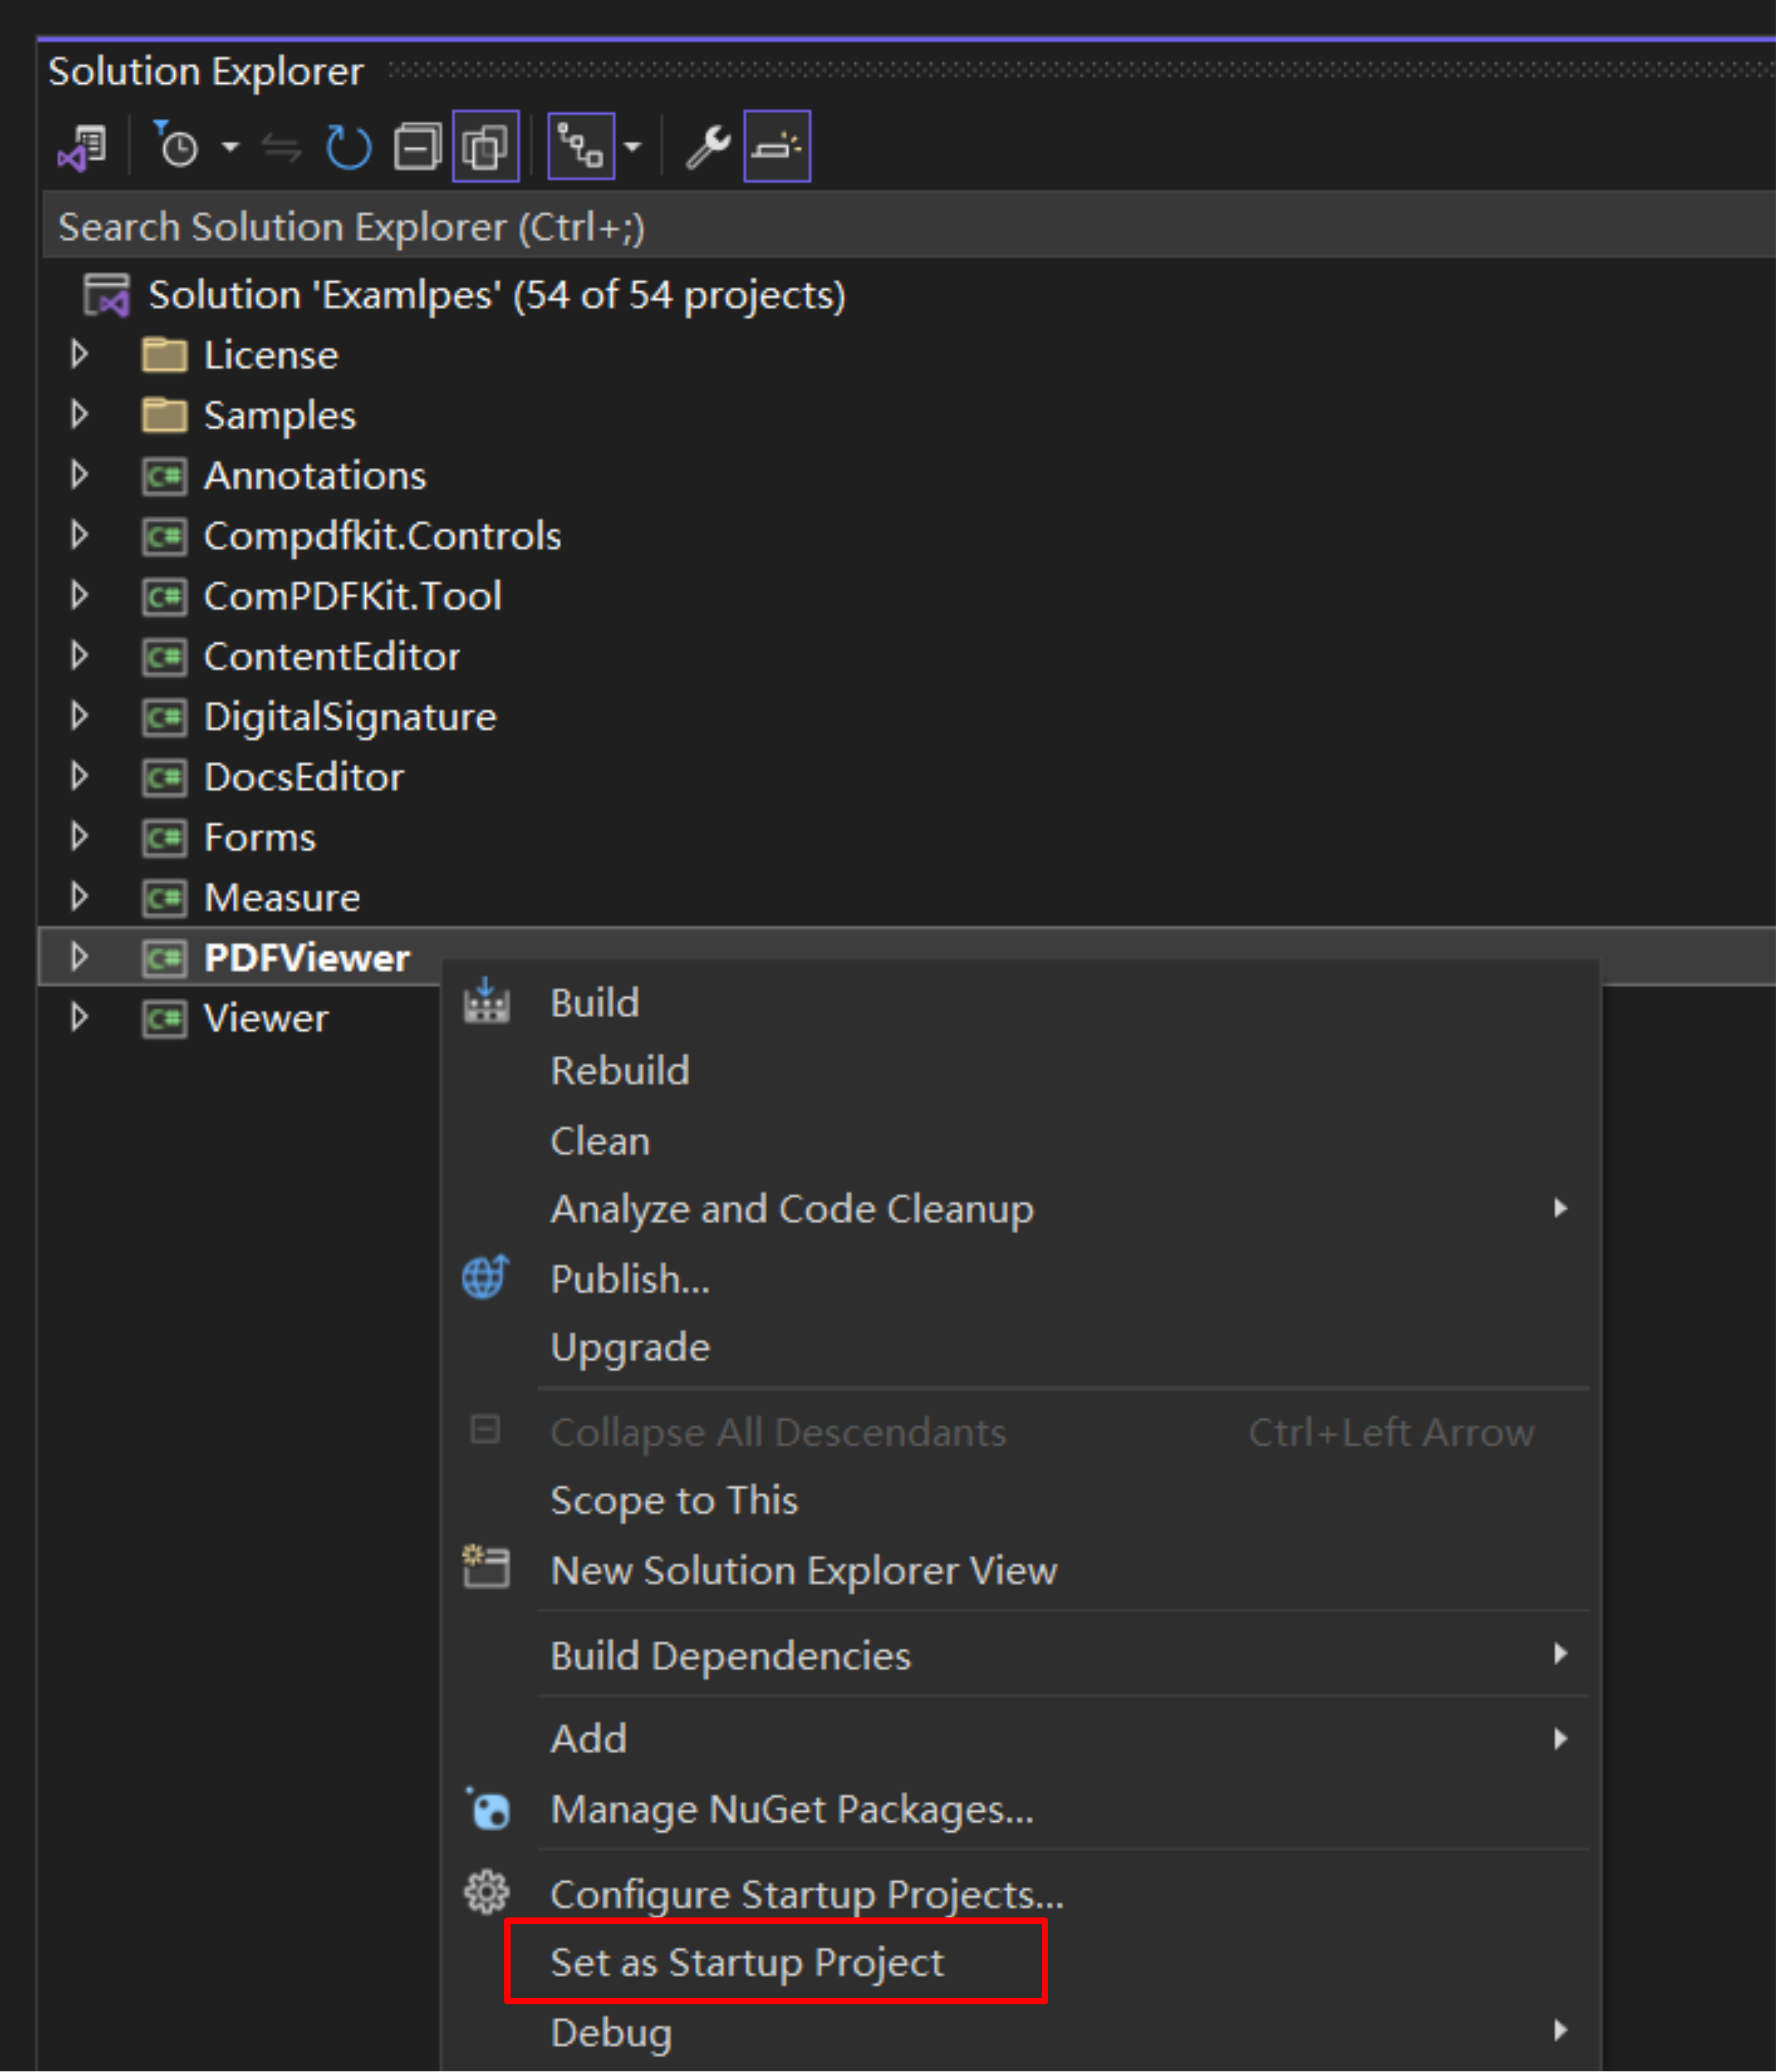 Solution Explorer
Search Solution Explorer (Ctrl+;)
Solution 'Examlpes' (54 of 54 projects)
License
Samples
C# Annotations
C# Compdfkit.Controls
C# ComPDFKit.Tool
C# ContentEditor
C# DigitalSignature
C# DocsEditor
C# Forms
C# Measure
C# PDFViewer
C# Viewer
Build
Rebuild
Clean
Analyze and Code Cleanup
Publish...
Upgrade
Collapse All Descendants Ctrl+Left Arrow
Scope to This
New Solution Explorer View
Build Dependencies
Add
Manage NuGet Packages...
Configure Startup Projects...
Set as Startup Project
Debug